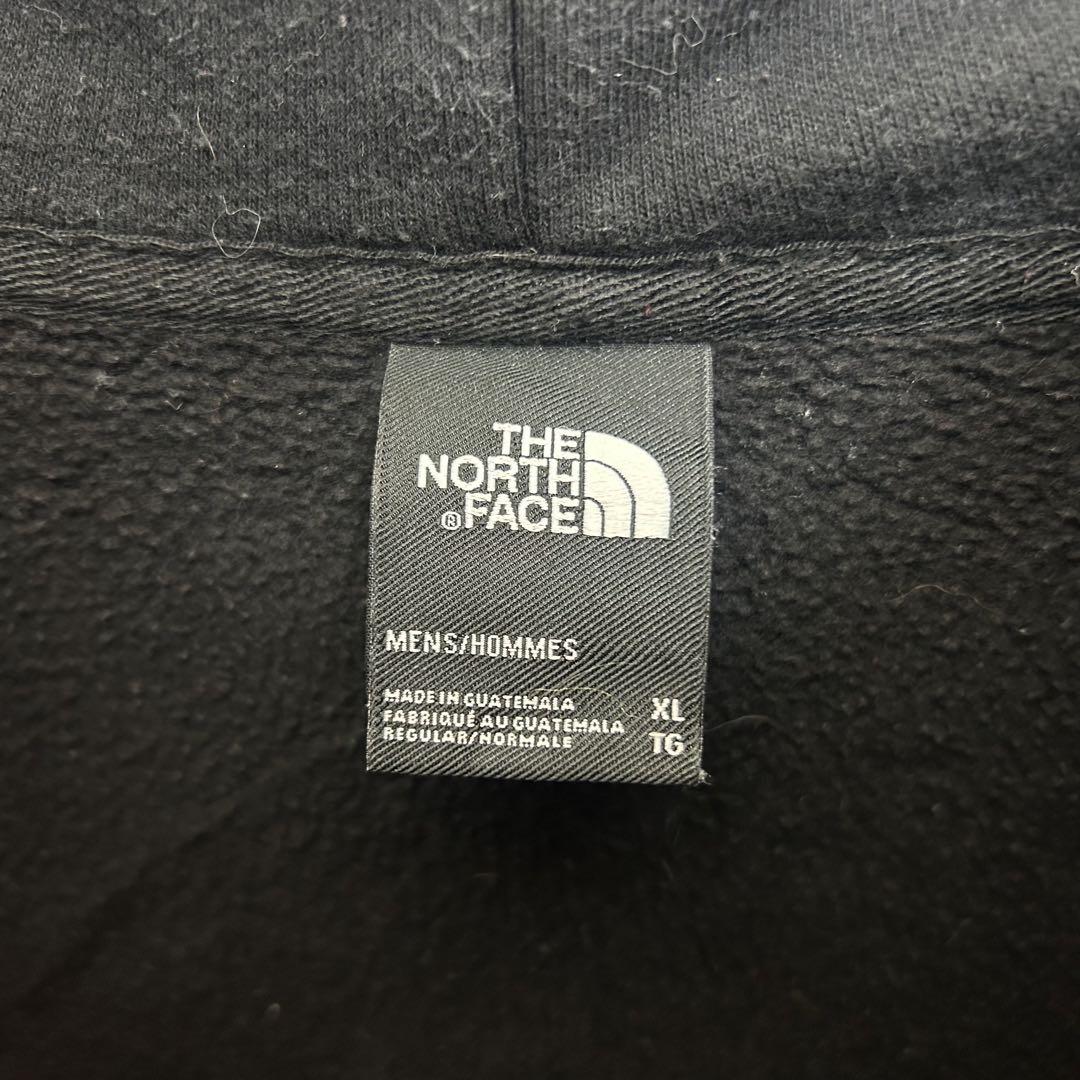 THE
NORTH
®FACE
MENS/HOMMES
MADE IN GUATEMALA
FABRIQUÉ AU GUATEMALA
REGULAR/NORMALE
XL
TG